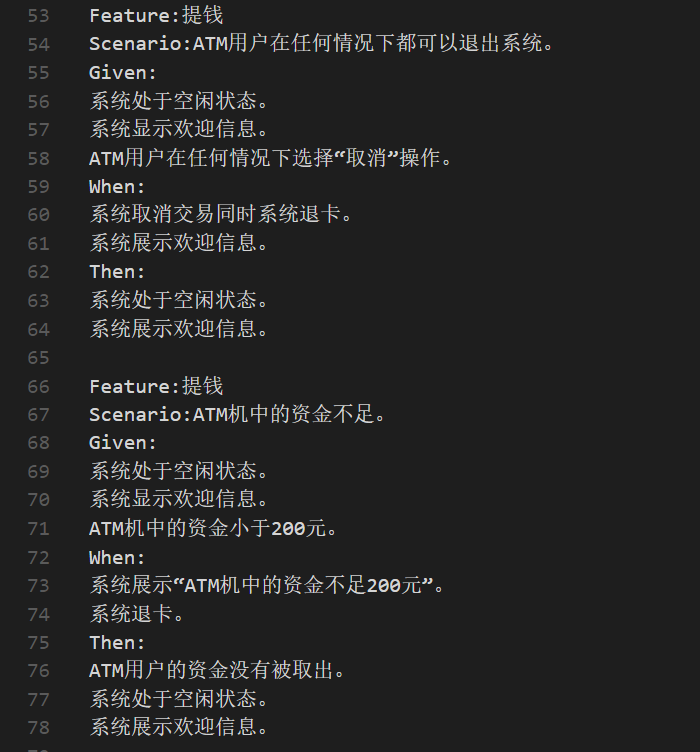 53 Feature:提钱
54 Scenario:ATM用户在任何情况下都可以退出系统。
55 Given:
56 系统处于空闲状态。
57 系统显示欢迎信息。
58 ATM用户在任何情况下选择“取消”操作。
59 When:
60 系统取消交易同时系统退卡。
61 系统展示欢迎信息。
62 Then:
63 系统处于空闲状态。
64 系统展示欢迎信息。
65
66 Feature:提钱
67 Scenario:ATM机中的资金不足。
68 Given:
69 系统处于空闲状态。
70 系统显示欢迎信息。
71 ATM机中的资金小于200元。
72 When:
73 系统展示“ATM机中的资金不足200元”。
74 系统退卡。
75 Then:
76 ATM用户的资金没有被取出。
77 系统处于空闲状态。
78 系统展示欢迎信息。